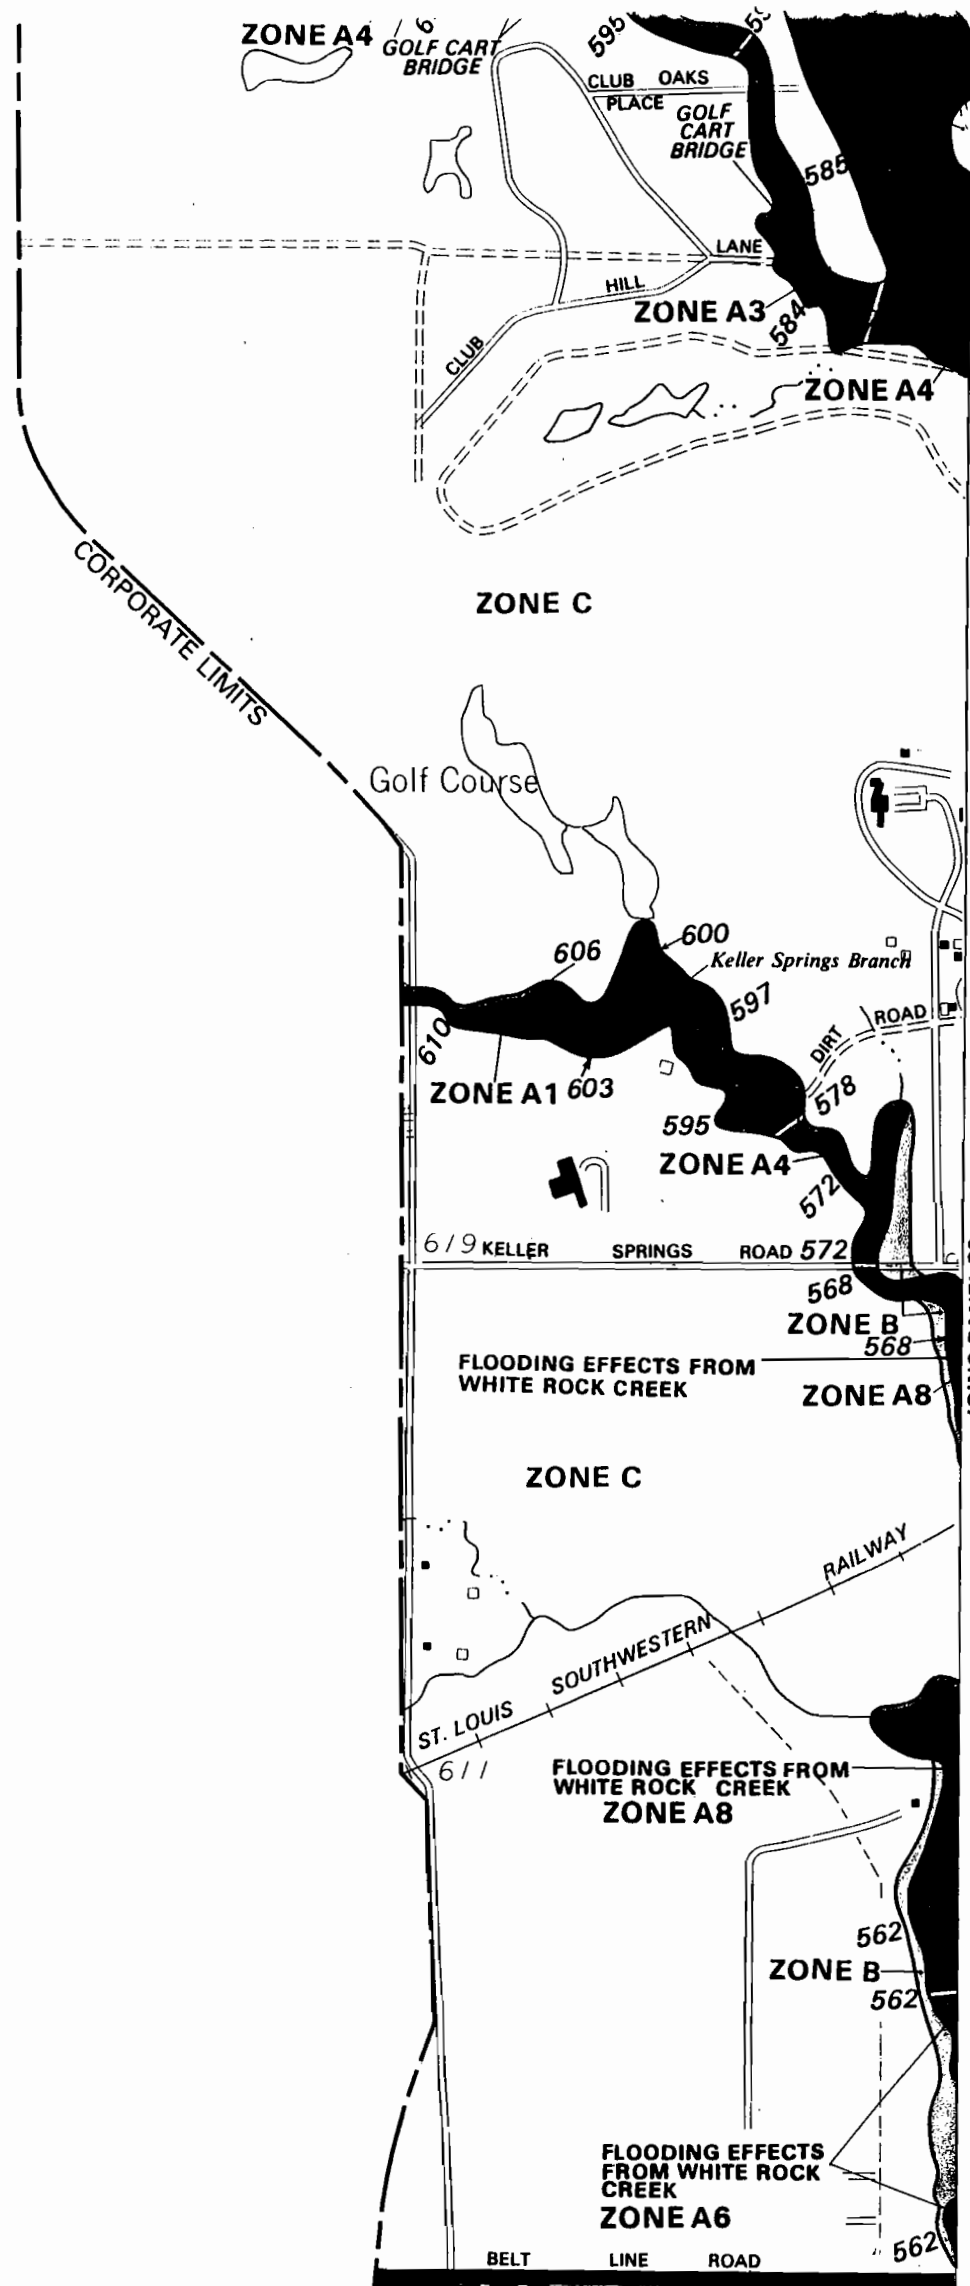 ZONE A4
GOLF CART
BRIDGE
595
CLUB OAKS
PLACE
GOLF
CART
BRIDGE
585
LANE
HILL
ZONE A3
584
CLUB
ZONE A4
ZONE C
CORPORATE LIMITS
Golf Course
600
606
Keller Springs Branch
597
610
DIRT ROAD
ZONE A1
603
578
595
ZONE A4
572
619
KELLER SPRINGS ROAD
572
568
ZONE B
568
FLOODING EFFECTS FROM
WHITE ROCK CREEK
ZONE A8
ZONE C
ST. LOUIS SOUTHWESTERN RAILWAY
611
FLOODING EFFECTS FROM
WHITE ROCK CREEK
ZONE A8
562
ZONE B
562
FLOODING EFFECTS
FROM WHITE ROCK
CREEK
ZONE A6
562
BELT LINE ROAD